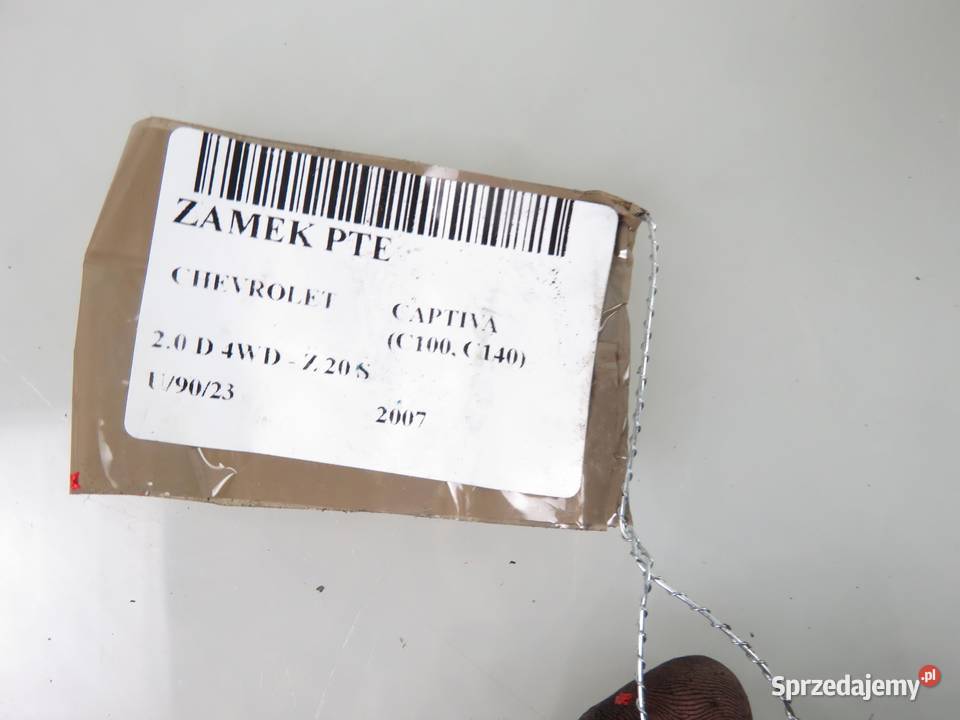 ZAMEK PTE
CHEVROLET
CAPTIVA
(C100, C140)
2.0 D 4WD - Z 20 S
U/90/23
2007
Sprzedajemy.pl